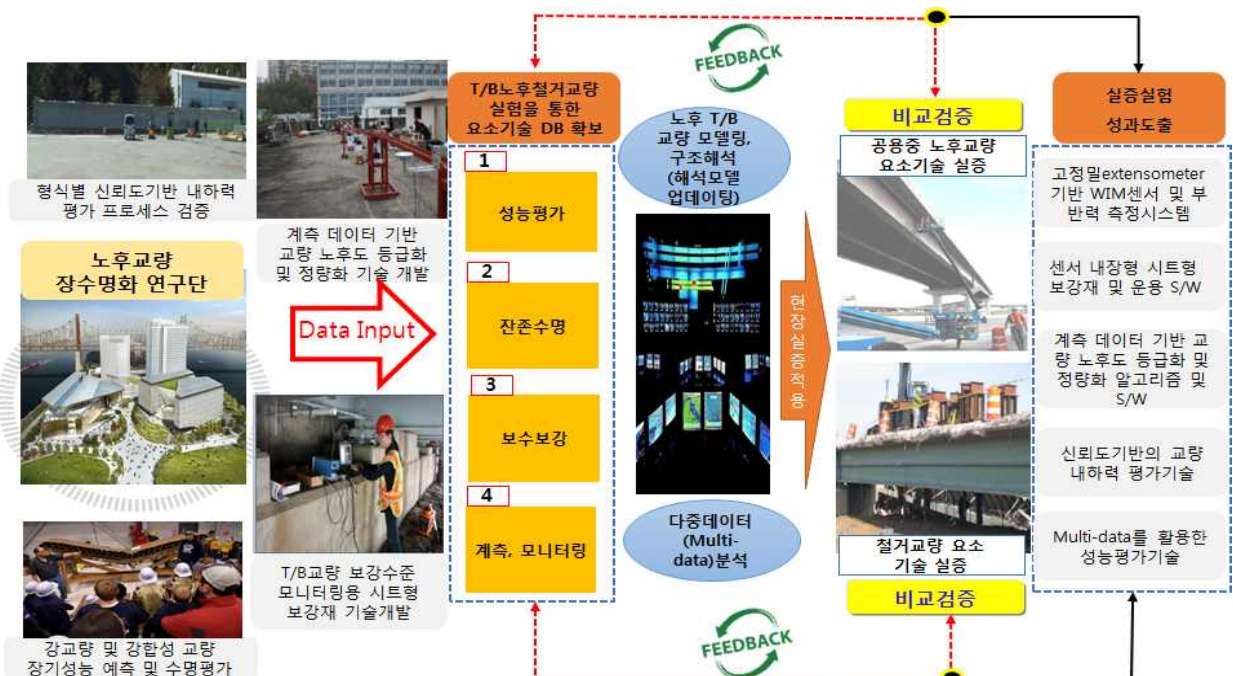 형식별 신뢰도기반 내하력
평가 프로세스 검증
노후교량
장수명화 연구단
강교량 및 강합성 교량
장기성능 예측 및 수명평가
계측 데이터 기반
교량 노후도 등급화
및 정량화 기술 개발
Data Input
T/B교량 보강수준
모니터링용 시트형
보강재 기술개발
T/B노후철거교량
실험을 통한
요소기술 DB 확보
1
성능평가
2
잔존수명
3
보수보강
4
계측, 모니터링
FEEDBACK
노후 T/B
교량 모델링,
구조해석
(해석모델
업데이팅)
다중데이터
(Multi-
data)분석
FEEDBACK
현장실증적용
비교검증
공용중 노후교량
요소기술 실증
철거교량 요소
기술 실증
비교검증
실증실험
성과도출
고정밀extensometer
기반 WIM센서 및 부
반력 측정시스템
센서 내장형 시트형
보강재 및 운용 S/W
계측 데이터 기반 교
량 노후도 등급화 및
정량화 알고리즘 및
S/W
신뢰도기반의 교량
내하력 평가기술
Multi-data를 활용한
성능평가기술